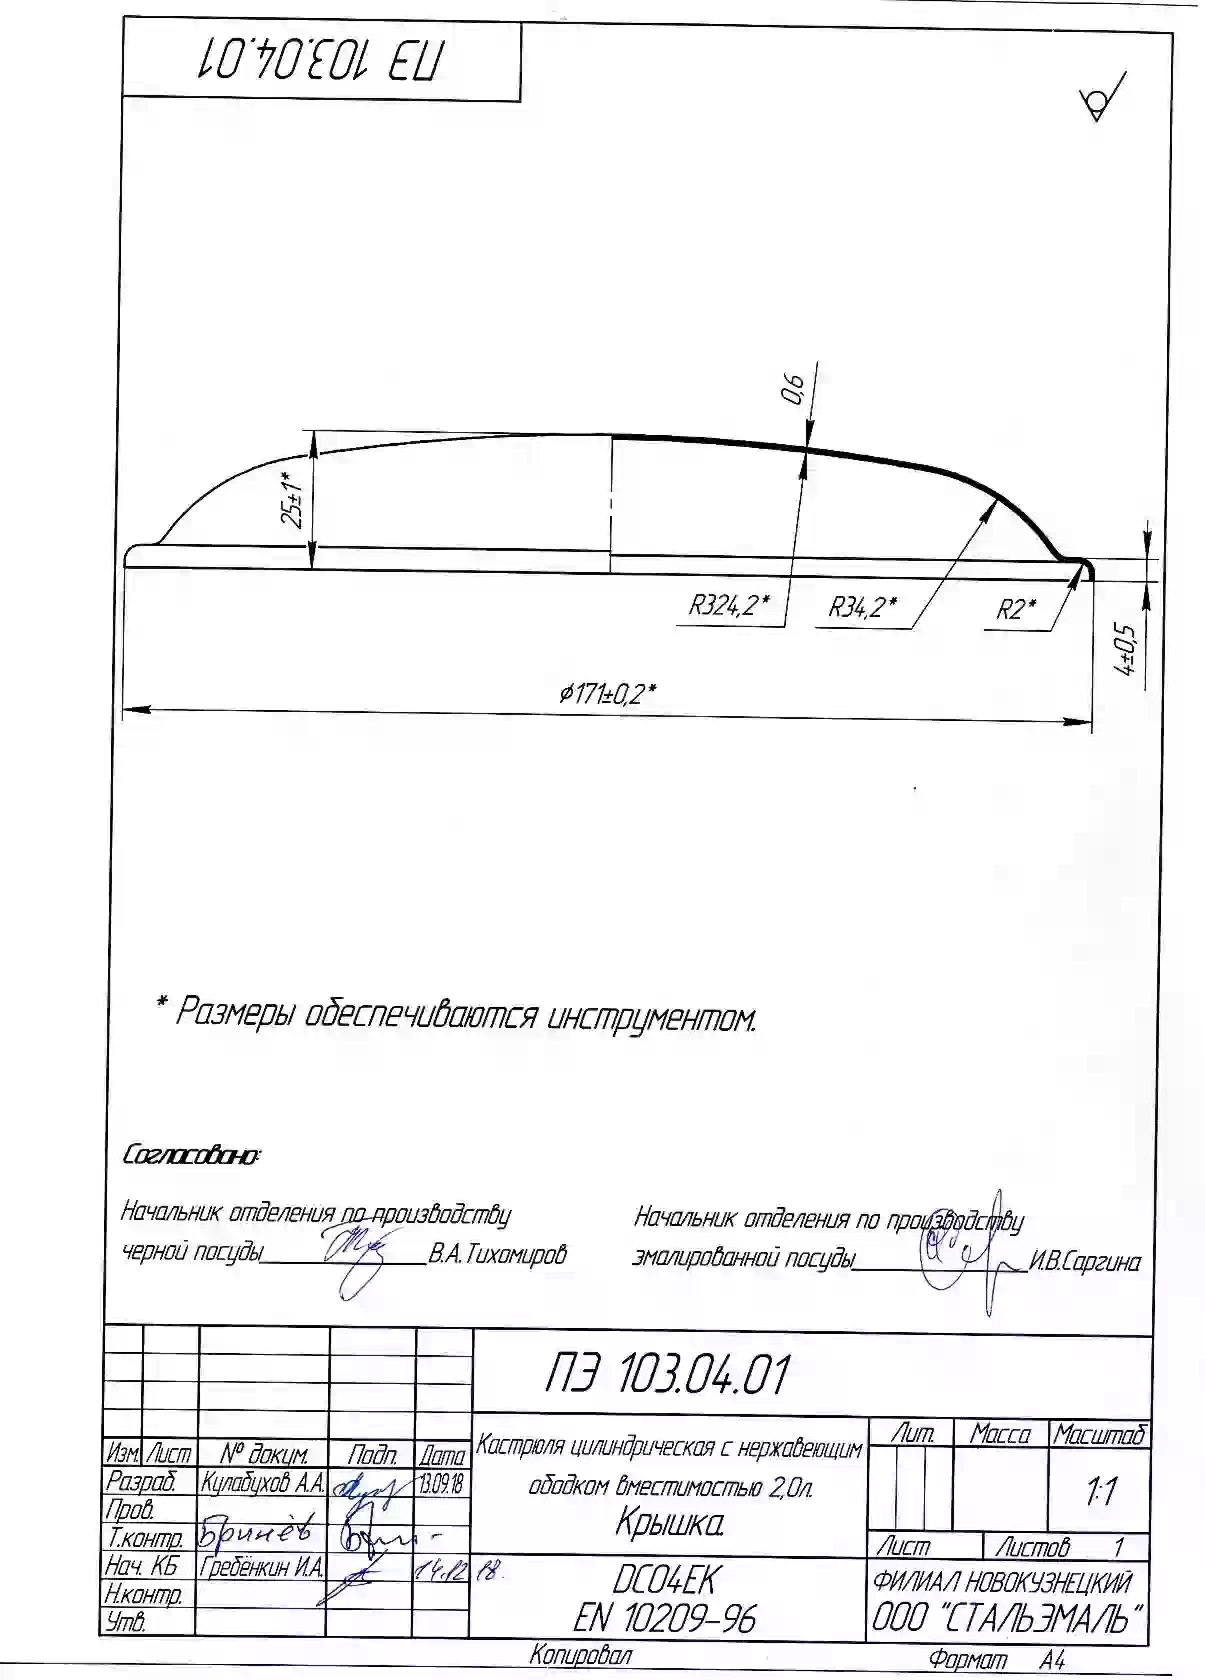 ПЭ 103.04.01
0,6
25±1*
R324,2*
R34,2*
R2*
4±0,5
ϕ171±0,2*
* Размеры обеспечиваются инструментом.
Согласовано:
Начальник отделения по производству
черной посуды В.А.Тихомиров
Начальник отделения по производству
эмалированной посуды И.В.Саргина
ПЭ 103.04.01
Изм. Лист № докум. Подп. Дата
Разраб. Кулабухов А.А. 13.09.18
Пров.
Т.контр. Бринёв
Нач. КБ Гребёнкин И.А. 14.12.18.
Н.контр.
Утв.
Кастрюля цилиндрическая с нержавеющим
ободком вместимостью 2,0л.
Крышка.
Лит. Масса Масштаб
1:1
Лист Листов 1
DC04EK
EN 10209-96
ФИЛИАЛ НОВОКУЗНЕЦКИЙ
ООО "СТАЛЬЭМАЛЬ"
Копировал Формат А4